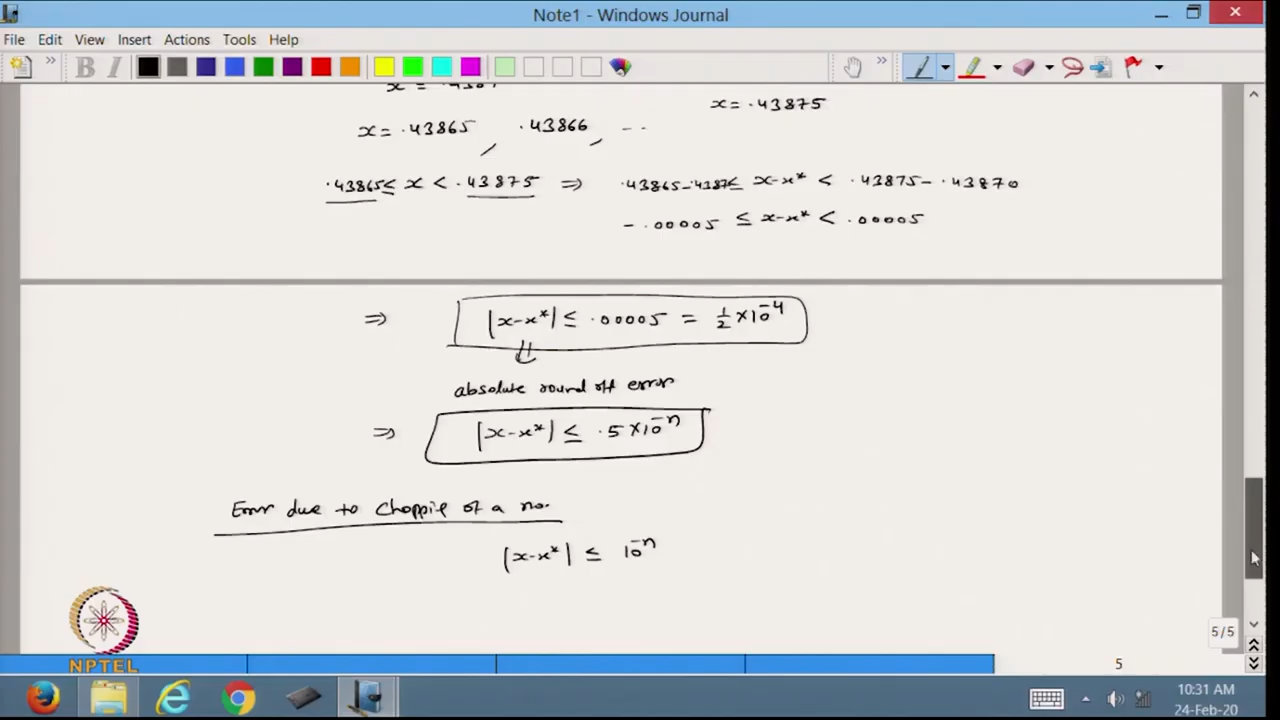 Note1 - Windows Journal
File Edit View Insert Actions Tools Help
x = .43875
x = .43865 , .43866 , - ..
.43865 ≤ x < .43875 ⇒ .43865 - .4387 ≤ x-x* < .43875 - .43870
- .00005 ≤ x-x* < .00005
⇒ |x-x*| ≤ .00005 = 1/2 × 10^-4
absolute round off error
⇒ |x-x*| ≤ .5 × 10^-n
Error due to Choppig of a no.
|x-x*| ≤ 10^-n
NPTEL
5/5
5
10:31 AM
24-Feb-20